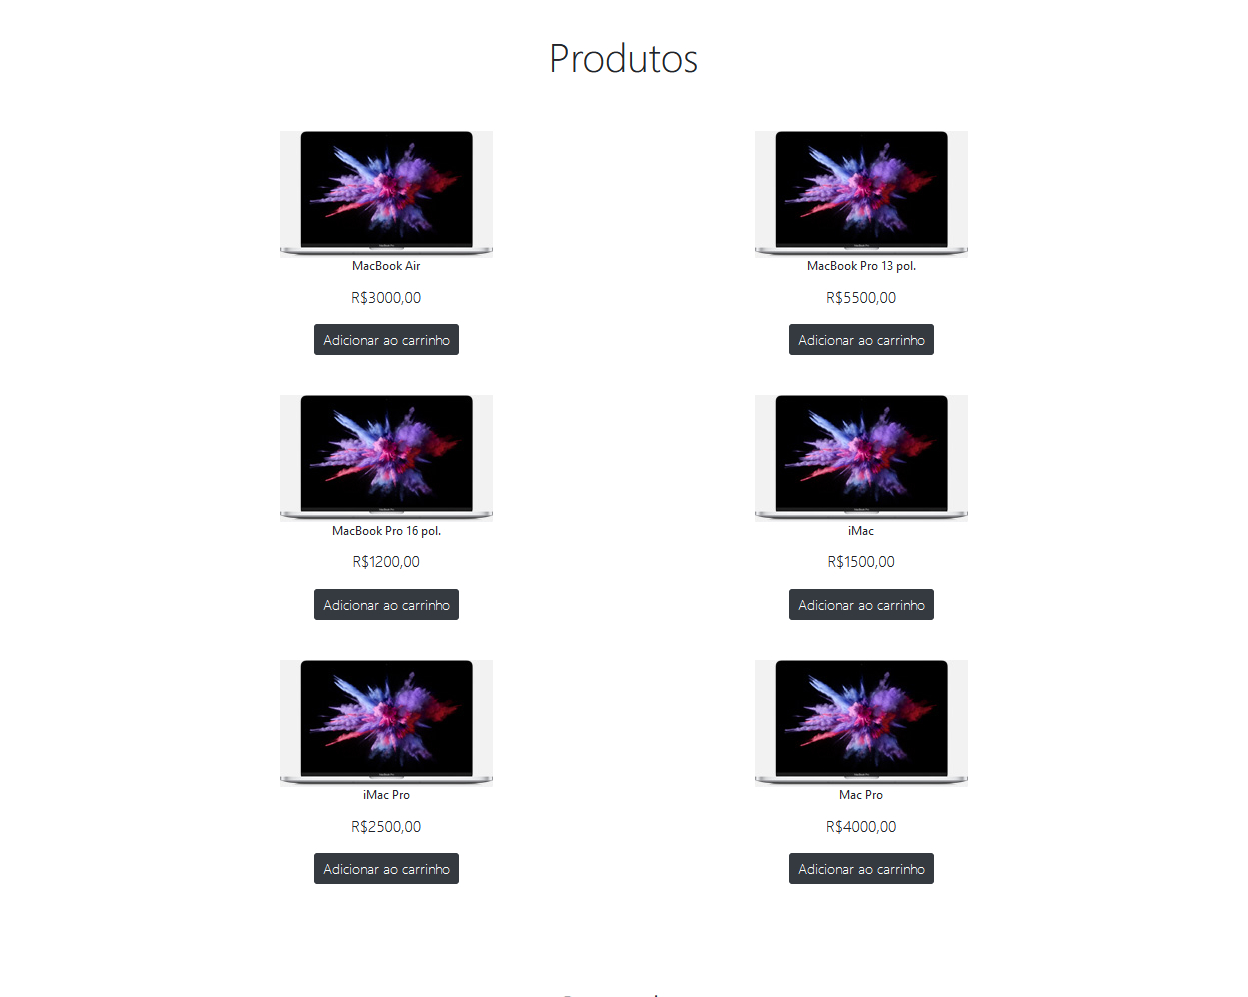 Produtos
MacBook Air
R$3000,00
Adicionar ao carrinho
MacBook Pro 13 pol.
R$5500,00
Adicionar ao carrinho
MacBook Pro 16 pol.
R$1200,00
Adicionar ao carrinho
iMac
R$1500,00
Adicionar ao carrinho
iMac Pro
R$2500,00
Adicionar ao carrinho
Mac Pro
R$4000,00
Adicionar ao carrinho